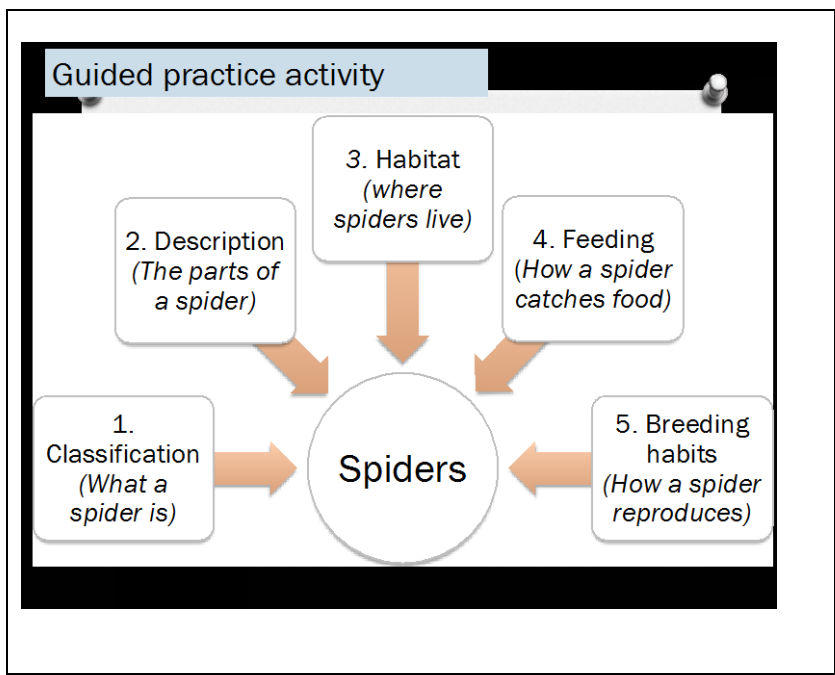 Guided practice activity
1.
Classification
(What a
spider is)
2. Description
(The parts of
a spider)
3. Habitat
(where
spiders live)
4. Feeding
(How a spider
catches food)
5. Breeding
habits
(How a spider
reproduces)
Spiders